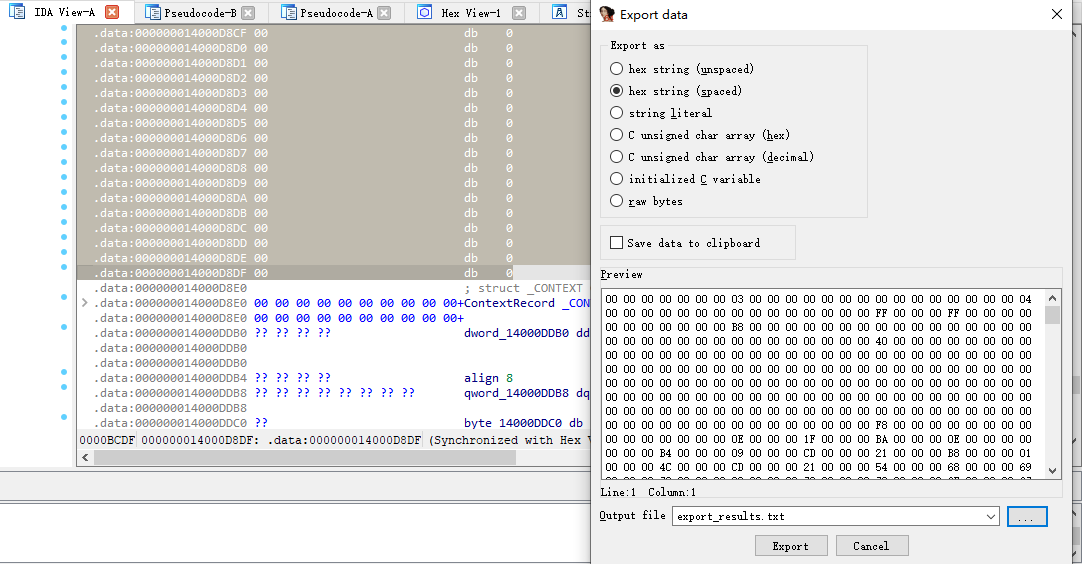 IDA View-A
Pseudocode-B
Pseudocode-A
Hex View-1
St
.data:000000014000D8CF 00 db 0
.data:000000014000D8D0 00 db 0
.data:000000014000D8D1 00 db 0
.data:000000014000D8D2 00 db 0
.data:000000014000D8D3 00 db 0
.data:000000014000D8D4 00 db 0
.data:000000014000D8D5 00 db 0
.data:000000014000D8D6 00 db 0
.data:000000014000D8D7 00 db 0
.data:000000014000D8D8 00 db 0
.data:000000014000D8D9 00 db 0
.data:000000014000D8DA 00 db 0
.data:000000014000D8DB 00 db 0
.data:000000014000D8DC 00 db 0
.data:000000014000D8DD 00 db 0
.data:000000014000D8DE 00 db 0
.data:000000014000D8DF 00 db 0
.data:000000014000D8E0 ; struct _CONTEXT
.data:000000014000D8E0 00 00 00 00 00 00 00 00 00 00+ContextRecord _CON
.data:000000014000D8E0 00 00 00 00 00 00 00 00 00 00+
.data:000000014000DDB0 ?? ?? ?? ?? dword_14000DDB0 dd
.data:000000014000DDB0
.data:000000014000DDB0
.data:000000014000DDB4 ?? ?? ?? ?? align 8
.data:000000014000DDB8 ?? ?? ?? ?? ?? ?? ?? ?? qword_14000DDB8 dq
.data:000000014000DDB8
.data:000000014000DDC0 ?? byte_14000DDC0 db
0000BCDF 000000014000D8DF: .data:000000014000D8DF (Synchronized with Hex V
Export data
Export as
hex string (unspaced)
hex string (spaced)
string literal
C unsigned char array (hex)
C unsigned char array (decimal)
initialized C variable
raw bytes
Save data to clipboard
Preview
00 00 00 00 00 00 00 03 00 00 00 00 00 00 00 00 00 00 00 00 00 00 00 04
00 00 00 00 00 00 00 00 00 00 00 00 00 00 00 FF 00 00 00 FF 00 00 00 00
00 00 00 00 00 00 00 B8 00 00 00 00 00 00 00 00 00 00 00 00 00 00 00 00
00 00 00 00 00 00 00 00 00 00 00 00 00 00 00 40 00 00 00 00 00 00 00 00
00 00 00 00 00 00 00 00 00 00 00 00 00 00 00 00 00 00 00 00 00 00 00 00
00 00 00 00 00 00 00 00 00 00 00 00 00 00 00 00 00 00 00 00 00 00 00 00
00 00 00 00 00 00 00 00 00 00 00 00 00 00 00 00 00 00 00 00 00 00 00 00
00 00 00 00 00 00 00 00 00 00 00 00 00 00 00 00 00 00 00 00 00 00 00 00
00 00 00 00 00 00 00 00 00 00 00 00 00 00 00 00 00 00 00 00 00 00 00 00
00 00 00 00 00 00 00 00 00 00 00 00 00 00 00 F8 00 00 00 00 00 00 00 00
00 00 00 00 00 00 00 0E 00 00 00 1F 00 00 00 BA 00 00 00 0E 00 00 00 00
00 00 00 B4 00 00 00 09 00 00 00 CD 00 00 00 21 00 00 00 B8 00 00 00 01
00 00 00 4C 00 00 00 CD 00 00 00 21 00 00 00 54 00 00 00 68 00 00 00 69
Line:1 Column:1
Output file export_results.txt ...
Export Cancel